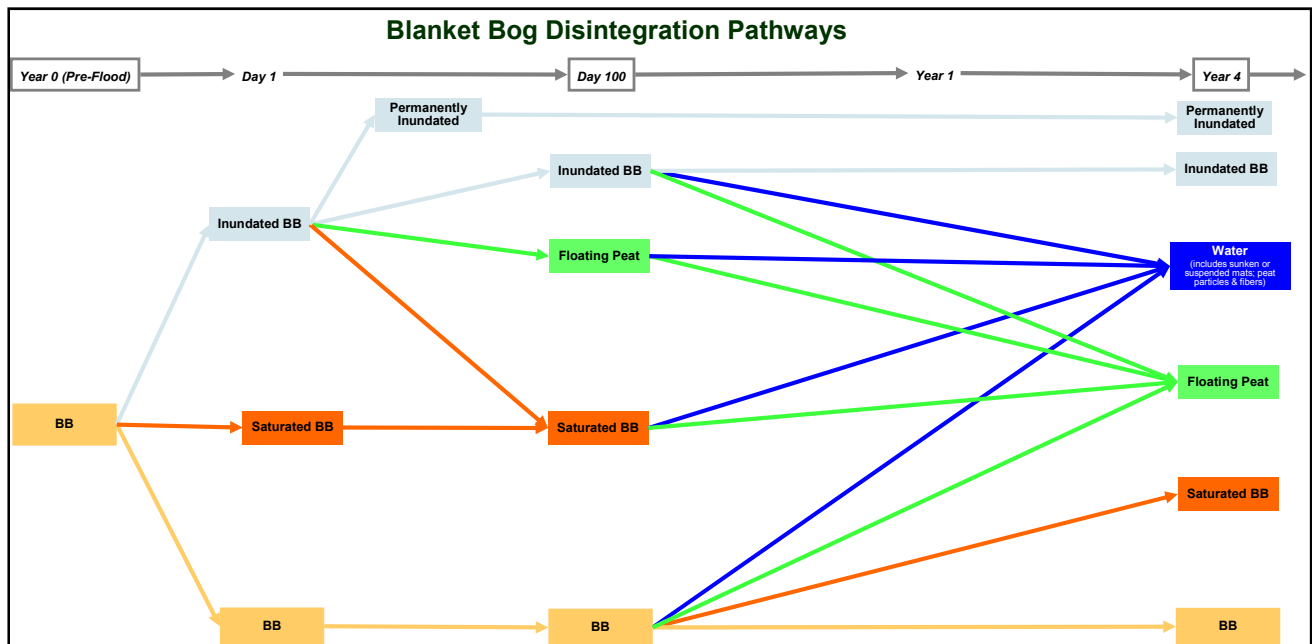 Blanket Bog Disintegration Pathways
Year 0 (Pre-Flood)
Day 1
Day 100
Year 1
Year 4
Permanently
Inundated
Permanently
Inundated
Inundated BB
Inundated BB
Inundated BB
Floating Peat
Water
(includes sunken or
suspended mats; peat
particles & fibers)
Floating Peat
BB
Saturated BB
Saturated BB
Saturated BB
BB
BB
BB